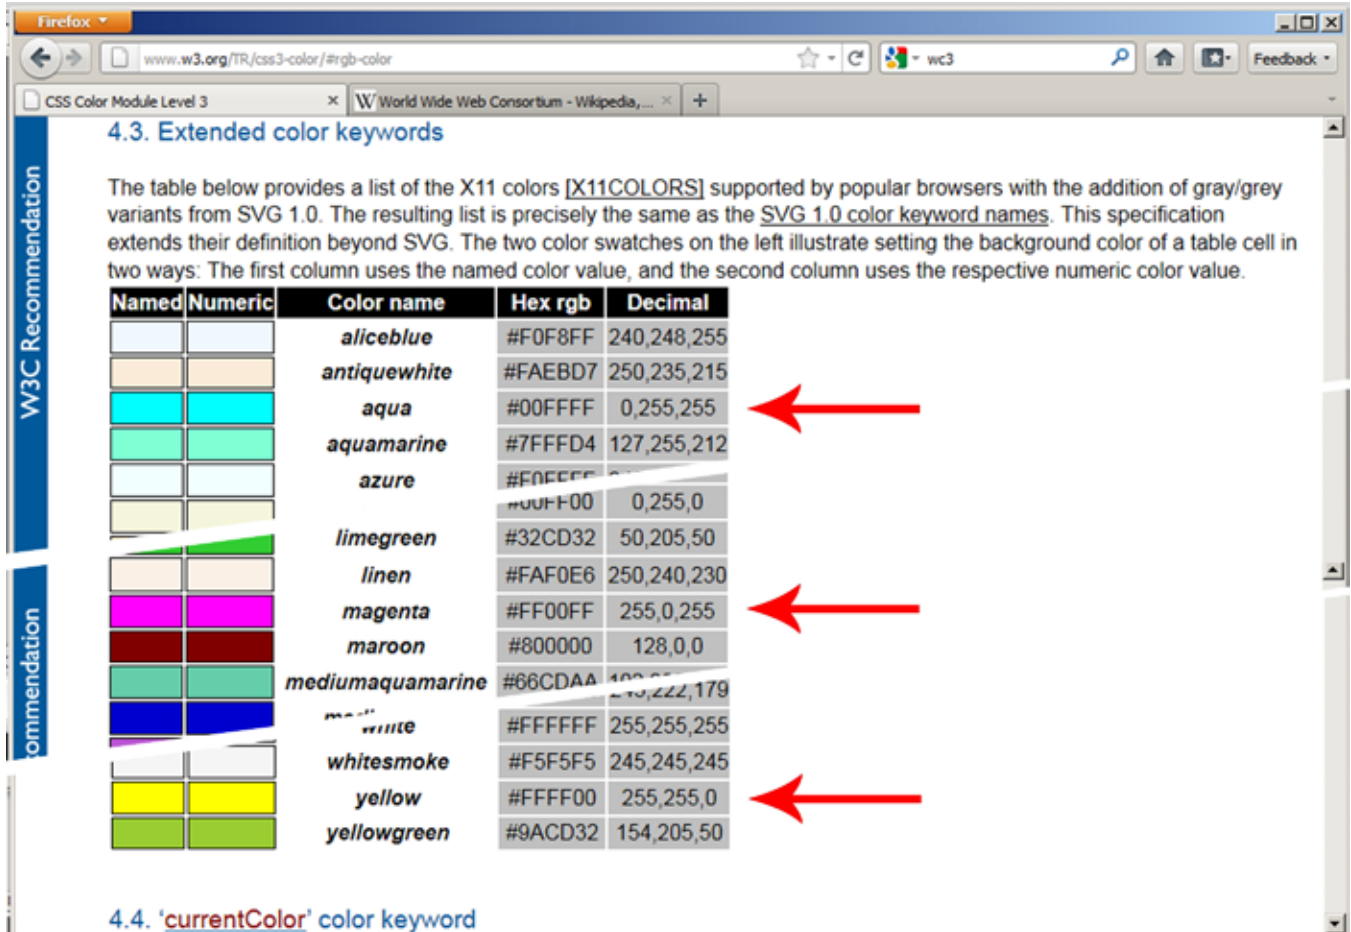 Firefox
www.w3.org/TR/css3-color/#rgb-color
wc3
Feedback
CSS Color Module Level 3
World Wide Web Consortium - Wikipedia,...
W3C Recommendation
4.3. Extended color keywords
The table below provides a list of the X11 colors [X11COLORS] supported by popular browsers with the addition of gray/grey
variants from SVG 1.0. The resulting list is precisely the same as the SVG 1.0 color keyword names. This specification
extends their definition beyond SVG. The two color swatches on the left illustrate setting the background color of a table cell in
two ways: The first column uses the named color value, and the second column uses the respective numeric color value.
Named Numeric Color name Hex rgb Decimal
aliceblue #F0F8FF 240,248,255
antiquewhite #FAEBD7 250,235,215
aqua #00FFFF 0,255,255
aquamarine #7FFFD4 127,255,212
azure #F0FFFF
#00FF00 0,255,0
limegreen #32CD32 50,205,50
linen #FAF0E6 250,240,230
magenta #FF00FF 255,0,255
maroon #800000 128,0,0
mediumaquamarine #66CDAA
,222,179
white #FFFFFF 255,255,255
whitesmoke #F5F5F5 245,245,245
yellow #FFFF00 255,255,0
yellowgreen #9ACD32 154,205,50
ommendation
4.4. ‘currentColor’ color keyword